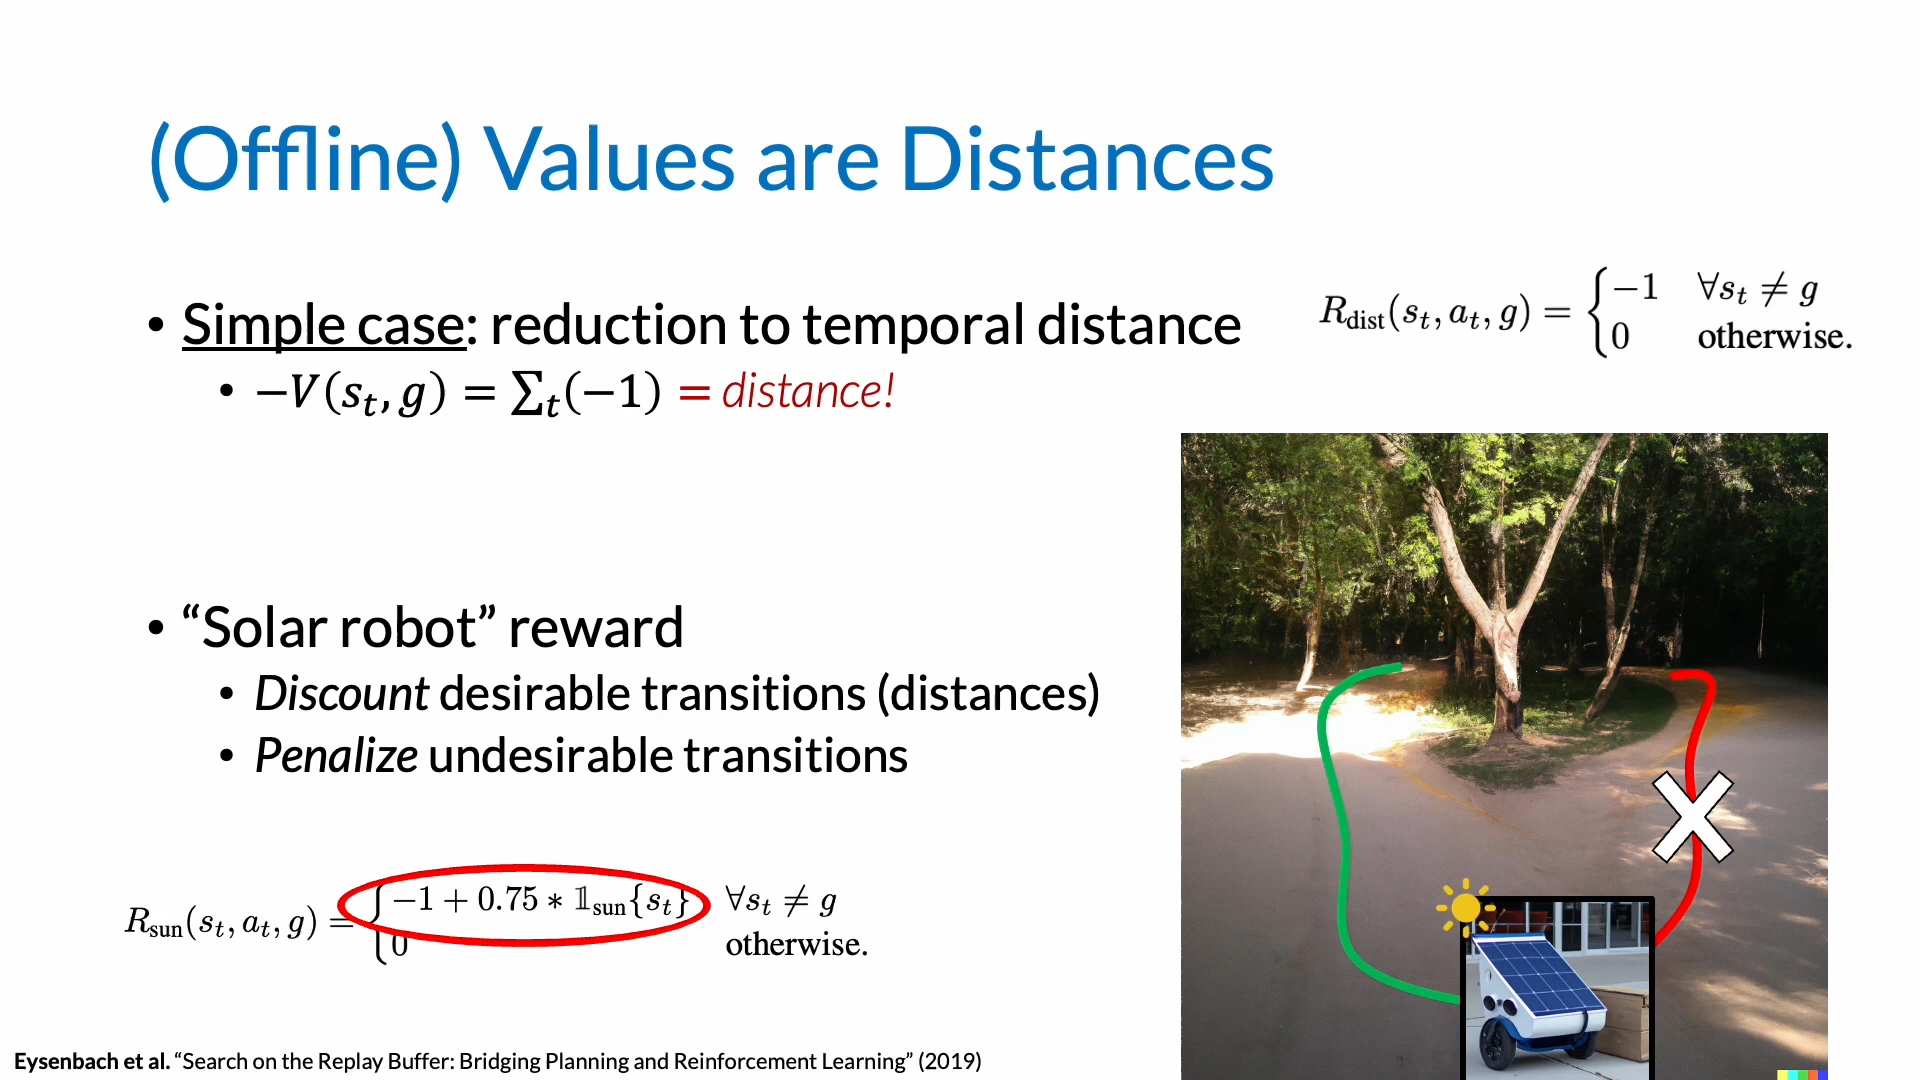 (Offline) Values are Distances
• Simple case: reduction to temporal distance
• −V(s_t, g) = ∑_t(−1) = distance!
R_dist(s_t, a_t, g) = { −1 ∀s_t ≠ g
0 otherwise.
• “Solar robot” reward
• Discount desirable transitions (distances)
• Penalize undesirable transitions
R_sun(s_t, a_t, g) = { −1 + 0.75 * 𝟙_sun{s_t} ∀s_t ≠ g
0 otherwise.
Eysenbach et al. “Search on the Replay Buffer: Bridging Planning and Reinforcement Learning” (2019)